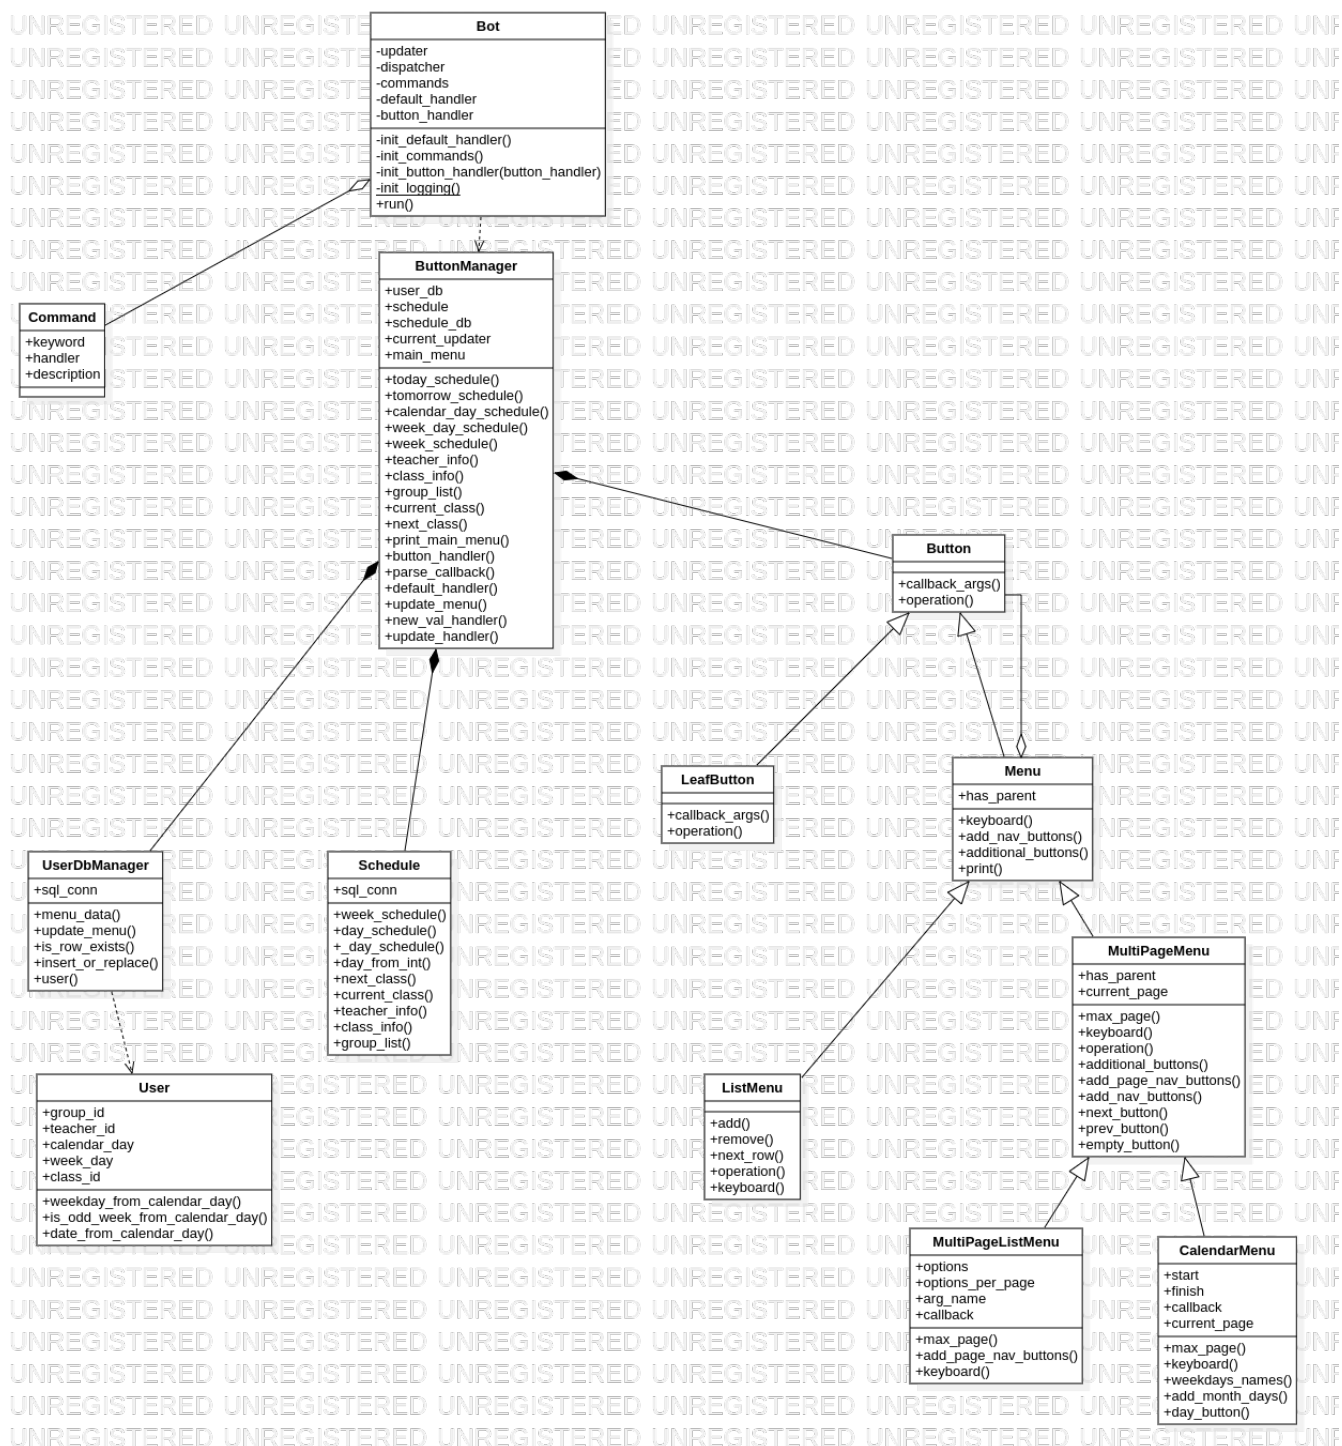 Bot
-updater
-dispatcher
-commands
-default_handler
-button_handler
-init_default_handler()
-init_commands()
-init_button_handler(button_handler)
-init_logging()
+run()
ButtonManager
+user_db
+schedule
+schedule_db
+current_updater
+main_menu
+today_schedule()
+tomorrow_schedule()
+calendar_day_schedule()
+week_day_schedule()
+week_schedule()
+teacher_info()
+class_info()
+group_list()
+current_class()
+next_class()
+print_main_menu()
+button_handler()
+parse_callback()
+default_handler()
+update_menu()
+new_val_handler()
+update_handler()
Command
+keyword
+handler
+description
Button
+callback_args()
+operation()
LeafButton
+callback_args()
+operation()
Menu
+has_parent
+keyboard()
+add_nav_buttons()
+additional_buttons()
+print()
UserDbManager
+sql_conn
+menu_data()
+update_menu()
+is_row_exists()
+insert_or_replace()
+user()
Schedule
+sql_conn
+week_schedule()
+day_schedule()
+_day_schedule()
+day_from_int()
+next_class()
+current_class()
+teacher_info()
+class_info()
+group_list()
MultiPageMenu
+has_parent
+current_page
+max_page()
+keyboard()
+operation()
+additional_buttons()
+add_page_nav_buttons()
+add_nav_buttons()
+next_button()
+prev_button()
+empty_button()
User
+group_id
+teacher_id
+calendar_day
+week_day
+class_id
+weekday_from_calendar_day()
+is_odd_week_from_calendar_day()
+date_from_calendar_day()
ListMenu
+add()
+remove()
+next_row()
+operation()
+keyboard()
MultiPageListMenu
+options
+options_per_page
+arg_name
+callback
+max_page()
+add_page_nav_buttons()
+keyboard()
CalendarMenu
+start
+finish
+callback
+current_page
+max_page()
+keyboard()
+weekdays_names()
+add_month_days()
+day_button()
UNREGISTERED